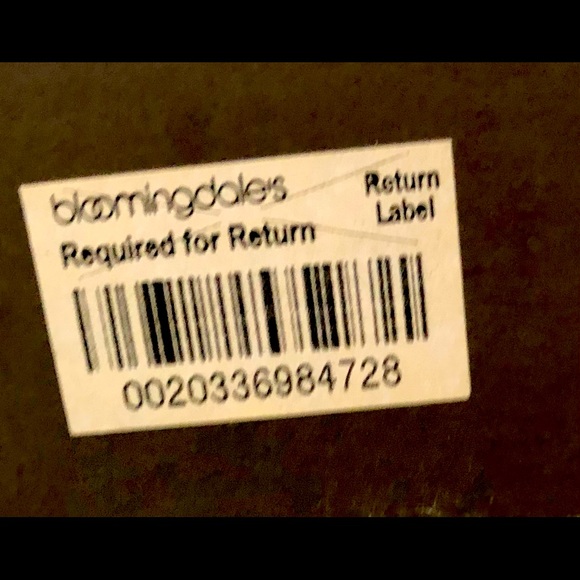 bloomingdale's
Return
Label
Required for Return
0020336984728